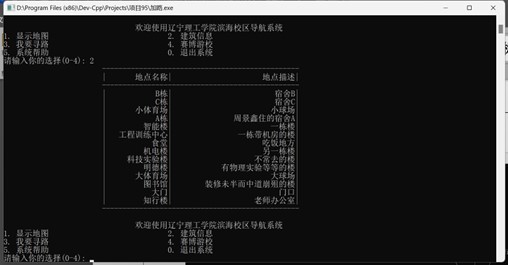 D:\Program Files (x86)\Dev-Cpp\Projects\项目95\加路.exe
欢迎使用辽宁理工学院滨海校区导航系统
1. 显示地图 2. 建筑信息
3. 我要寻路 4. 赛博游校
5. 系统帮助 0. 退出系统
请输入你的选择(0-4): 2
地点名称| 地点描述|
B栋| 宿舍B|
C栋| 宿舍C|
小体育场| 小球场|
A栋| 周景鑫住的宿舍A|
智能楼| 一栋楼|
工程训练中心| 一栋带机房的楼|
食堂| 吃饭地方|
机电楼| 另一栋楼|
科技实验楼| 不常去的楼|
明德楼| 有物理实验等等的楼|
大体育场| 大球场|
图书馆| 装修未半而中道崩殂的楼|
大门| 门口|
知行楼| 老师办公室|
欢迎使用辽宁理工学院滨海校区导航系统
1. 显示地图 2. 建筑信息
3. 我要寻路 4. 赛博游校
5. 系统帮助 0. 退出系统
请输入你的选择(0-4):